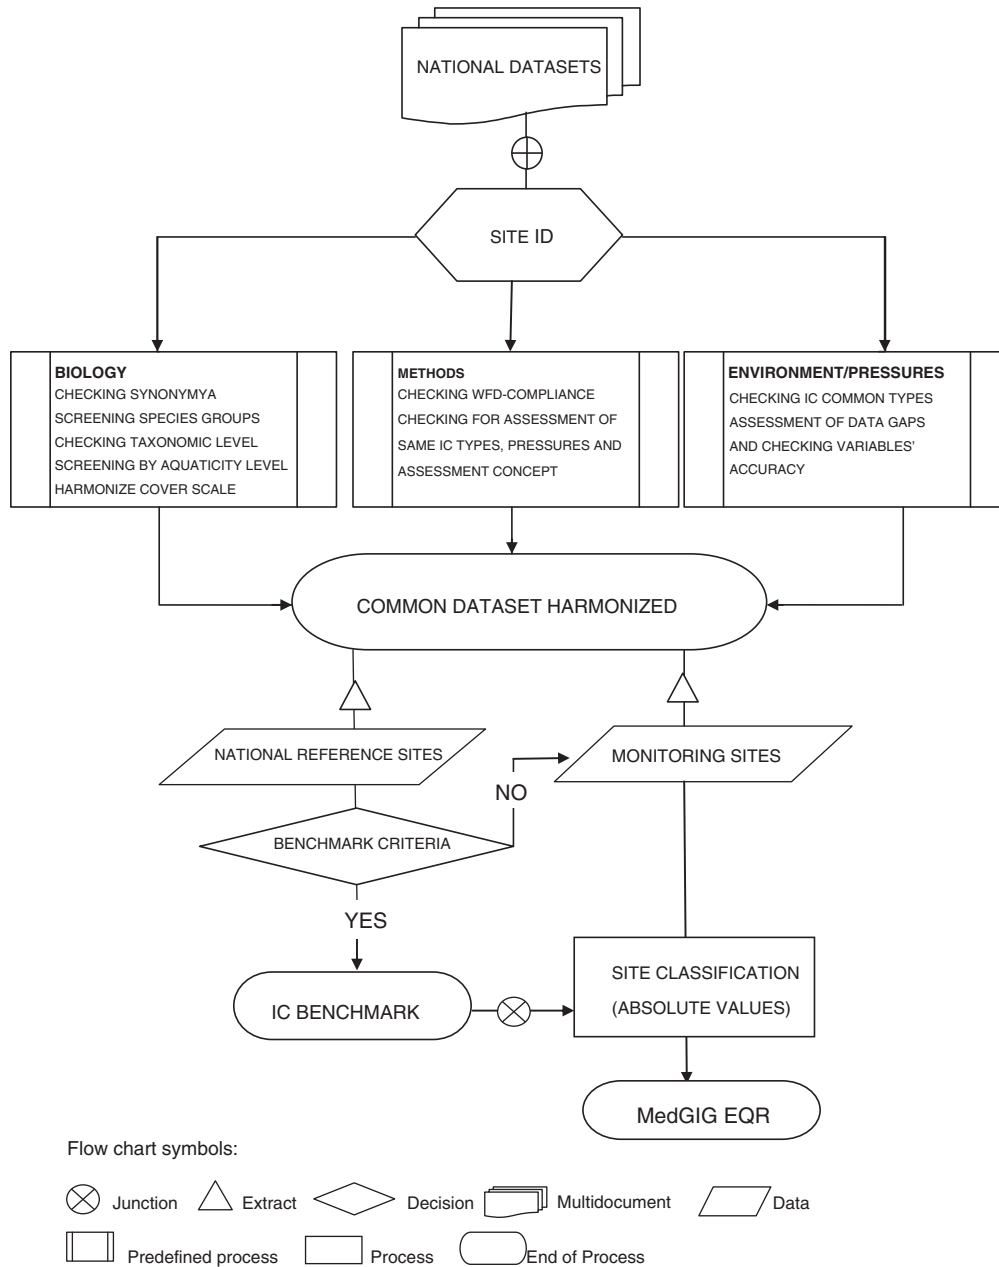 NATIONAL DATASETS
SITE ID
BIOLOGY
CHECKING SYNONYMYA
SCREENING SPECIES GROUPS
CHECKING TAXONOMIC LEVEL
SCREENING BY AQUATICITY LEVEL
HARMONIZE COVER SCALE
METHODS
CHECKING WFD-COMPLIANCE
CHECKING FOR ASSESSMENT OF
SAME IC TYPES, PRESSURES AND
ASSESSMENT CONCEPT
ENVIRONMENT/PRESSURES
CHECKING IC COMMON TYPES
ASSESSMENT OF DATA GAPS
AND CHECKING VARIABLES’
ACCURACY
COMMON DATASET HARMONIZED
NATIONAL REFERENCE SITES
MONITORING SITES
NO
BENCHMARK CRITERIA
YES
IC BENCHMARK
SITE CLASSIFICATION
(ABSOLUTE VALUES)
MedGIG EQR
Flow chart symbols:
Junction
Extract
Decision
Multidocument
Data
Predefined process
Process
End of Process